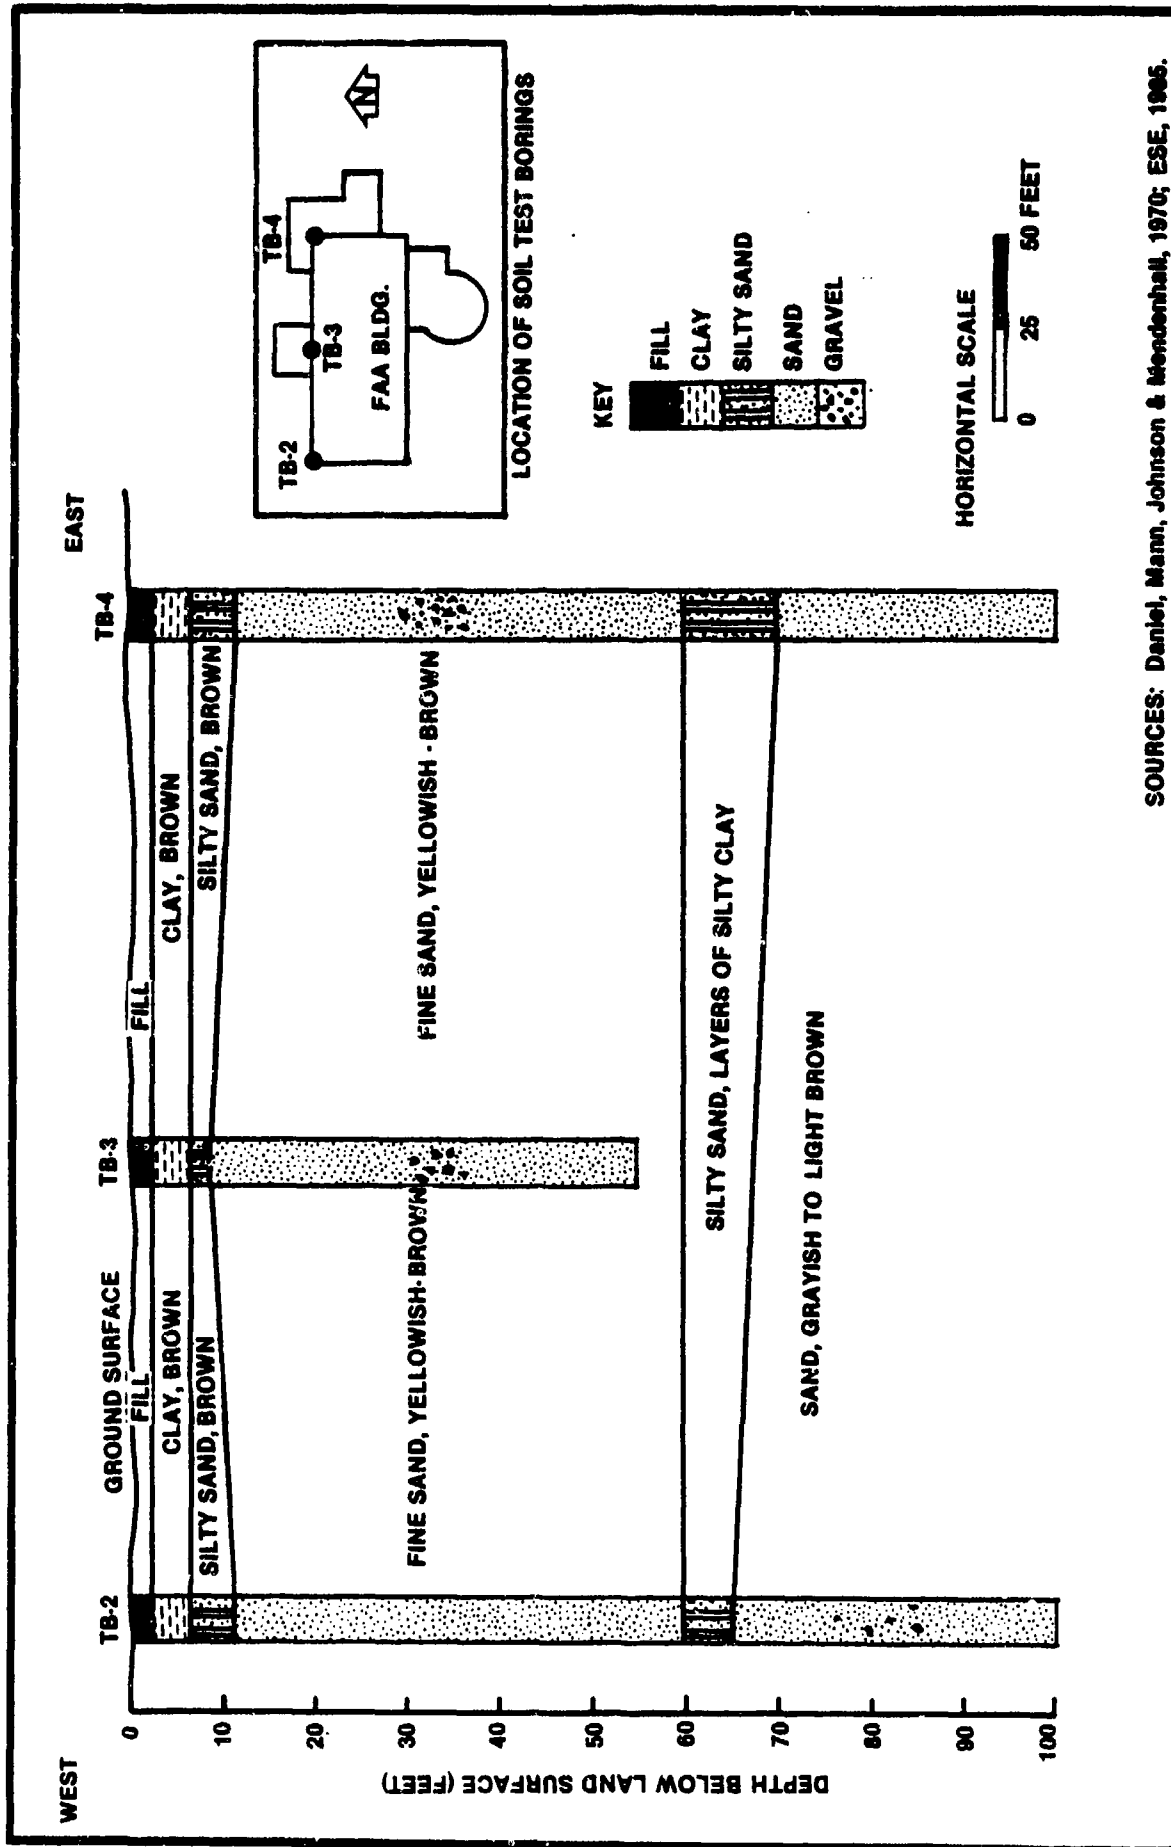 WEST
EAST
TB-2
GROUND SURFACE
TB-3
TB-4
FILL
FILL
CLAY, BROWN
CLAY, BROWN
SILTY SAND, BROWN
SILTY SAND, BROWN
FINE SAND, YELLOWISH-BROWN
FINE SAND, YELLOWISH - BROWN
SILTY SAND, LAYERS OF SILTY CLAY
SAND, GRAYISH TO LIGHT BROWN
DEPTH BELOW LAND SURFACE (FEET)
0
10
20
30
40
50
60
70
80
90
100
TB-2
TB-3
TB-4
FAA BLDG.
N
LOCATION OF SOIL TEST BORINGS
KEY
FILL
CLAY
SILTY SAND
SAND
GRAVEL
HORIZONTAL SCALE
0 25 50 FEET
SOURCES: Daniel, Mann, Johnson & Mendenhall, 1970; ESE, 1985.